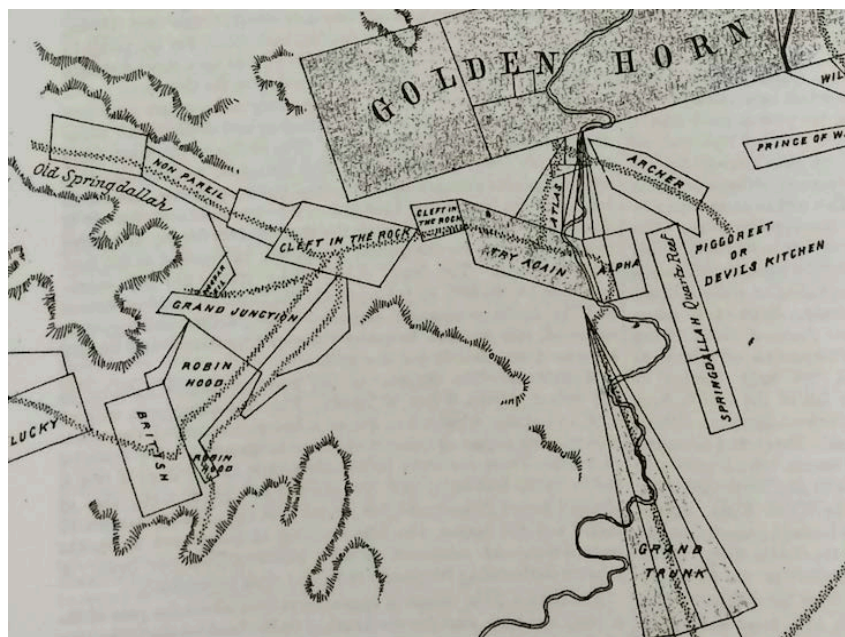 GOLDEN HORN
WIL
PRINCE OF WA
ARCHER
ATLAS
Old Springdallah
NON PAREIL
CLEFT IN THE ROCK
CLEFT IN
THE ROCK
TRY AGAIN
ALPHA
PIGGOREET
OR
DEVILS KITCHEN
SPRINGDALLAH Quartz Reef
GRAND JUNCTION
ROBIN
HOOD
LUCKY
BRITISH
ROBIN
HOOD
GRAND
TRUNK